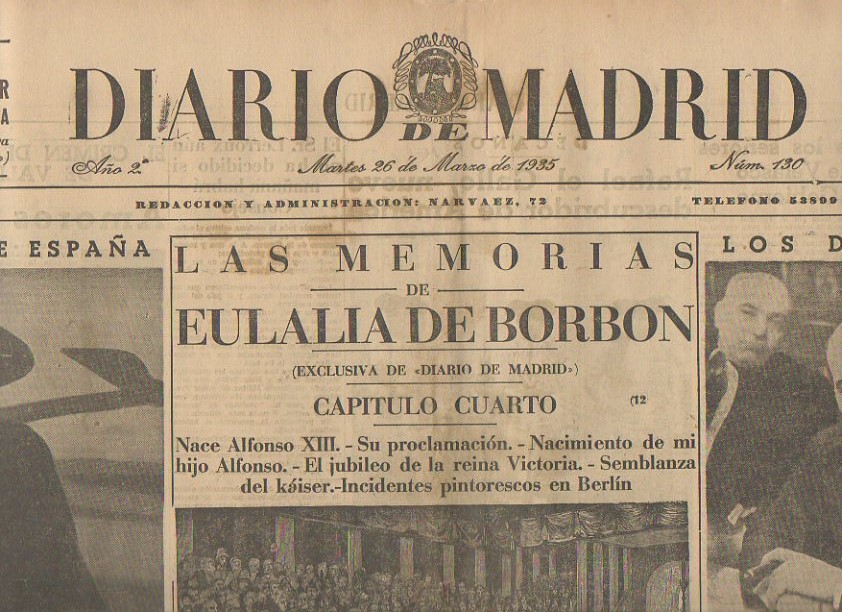 DIARIO DE MADRID
Año 2º
Martes 26 de Marzo de 1935
Núm. 130
REDACCION Y ADMINISTRACION: NARVAEZ, 72
TELEFONO 53899
R
A
E ESPAÑA
LAS MEMORIAS
DE
EULALIA DE BORBON
(EXCLUSIVA DE «DIARIO DE MADRID»)
CAPITULO CUARTO
(12
Nace Alfonso XIII. - Su proclamación. - Nacimiento de mi
hijo Alfonso. - El jubileo de la reina Victoria. - Semblanza
del káiser.-Incidentes pintorescos en Berlín
LOS D